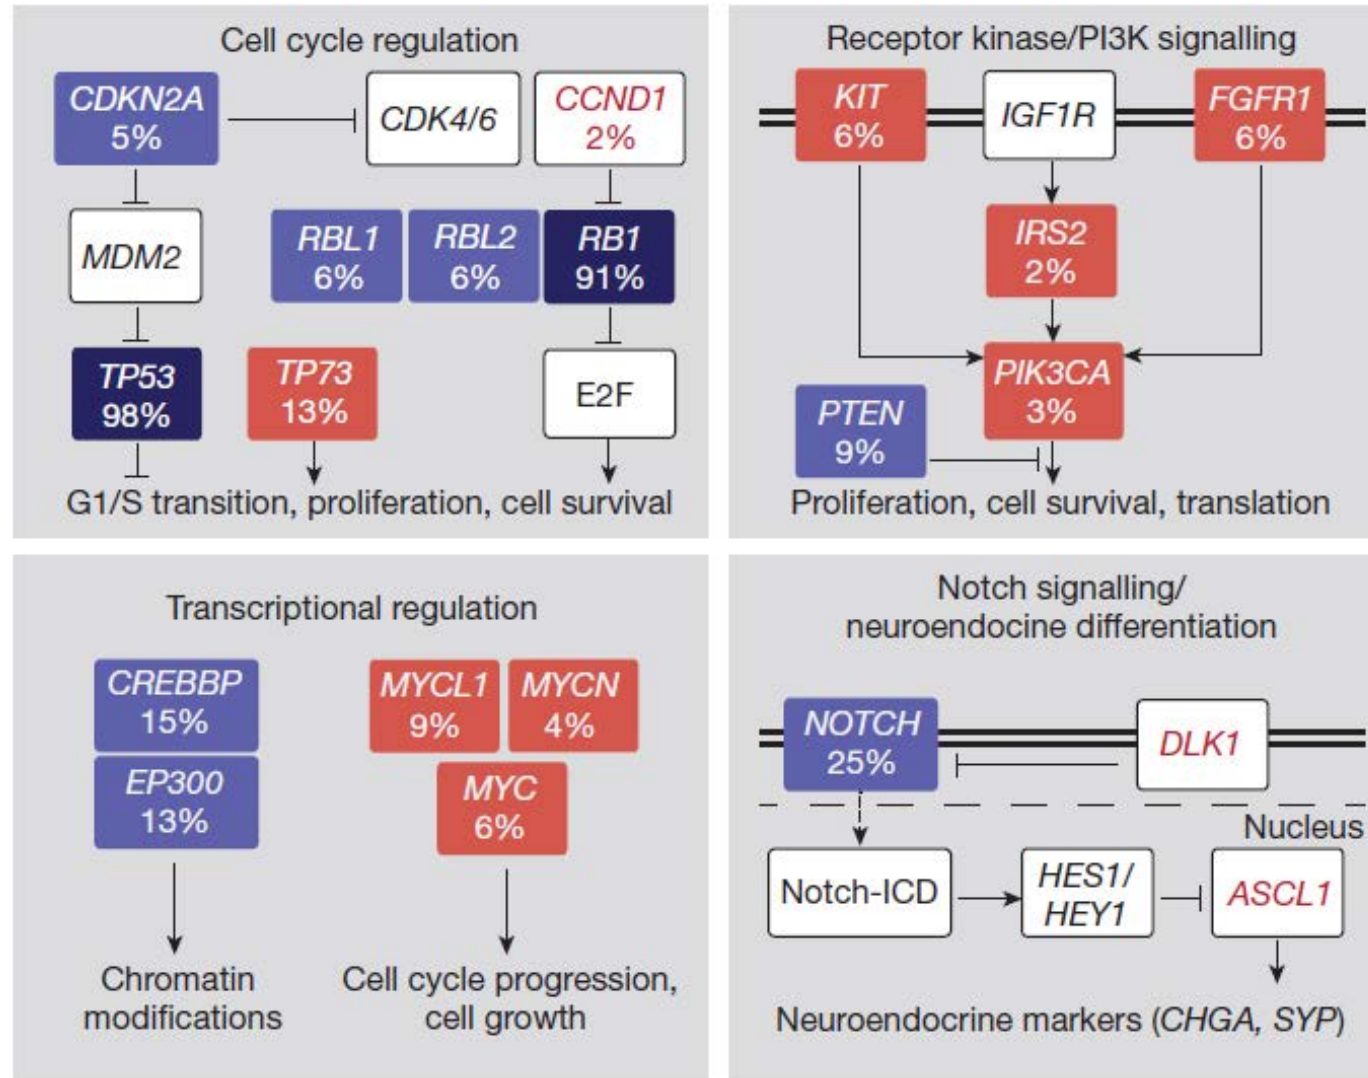 Cell cycle regulation
CDKN2A
5%
CDK4/6
CCND1
2%
MDM2
RBL1
6%
RBL2
6%
RB1
91%
TP53
98%
TP73
13%
E2F
G1/S transition, proliferation, cell survival
Receptor kinase/PI3K signalling
KIT
6%
IGF1R
FGFR1
6%
IRS2
2%
PIK3CA
3%
PTEN
9%
Proliferation, cell survival, translation
Transcriptional regulation
CREBBP
15%
EP300
13%
MYCL1
9%
MYCN
4%
MYC
6%
Chromatin
modifications
Cell cycle progression,
cell growth
Notch signalling/
neuroendocine differentiation
NOTCH
25%
DLK1
Nucleus
Notch-ICD
HES1/
HEY1
ASCL1
Neuroendocrine markers (CHGA, SYP)